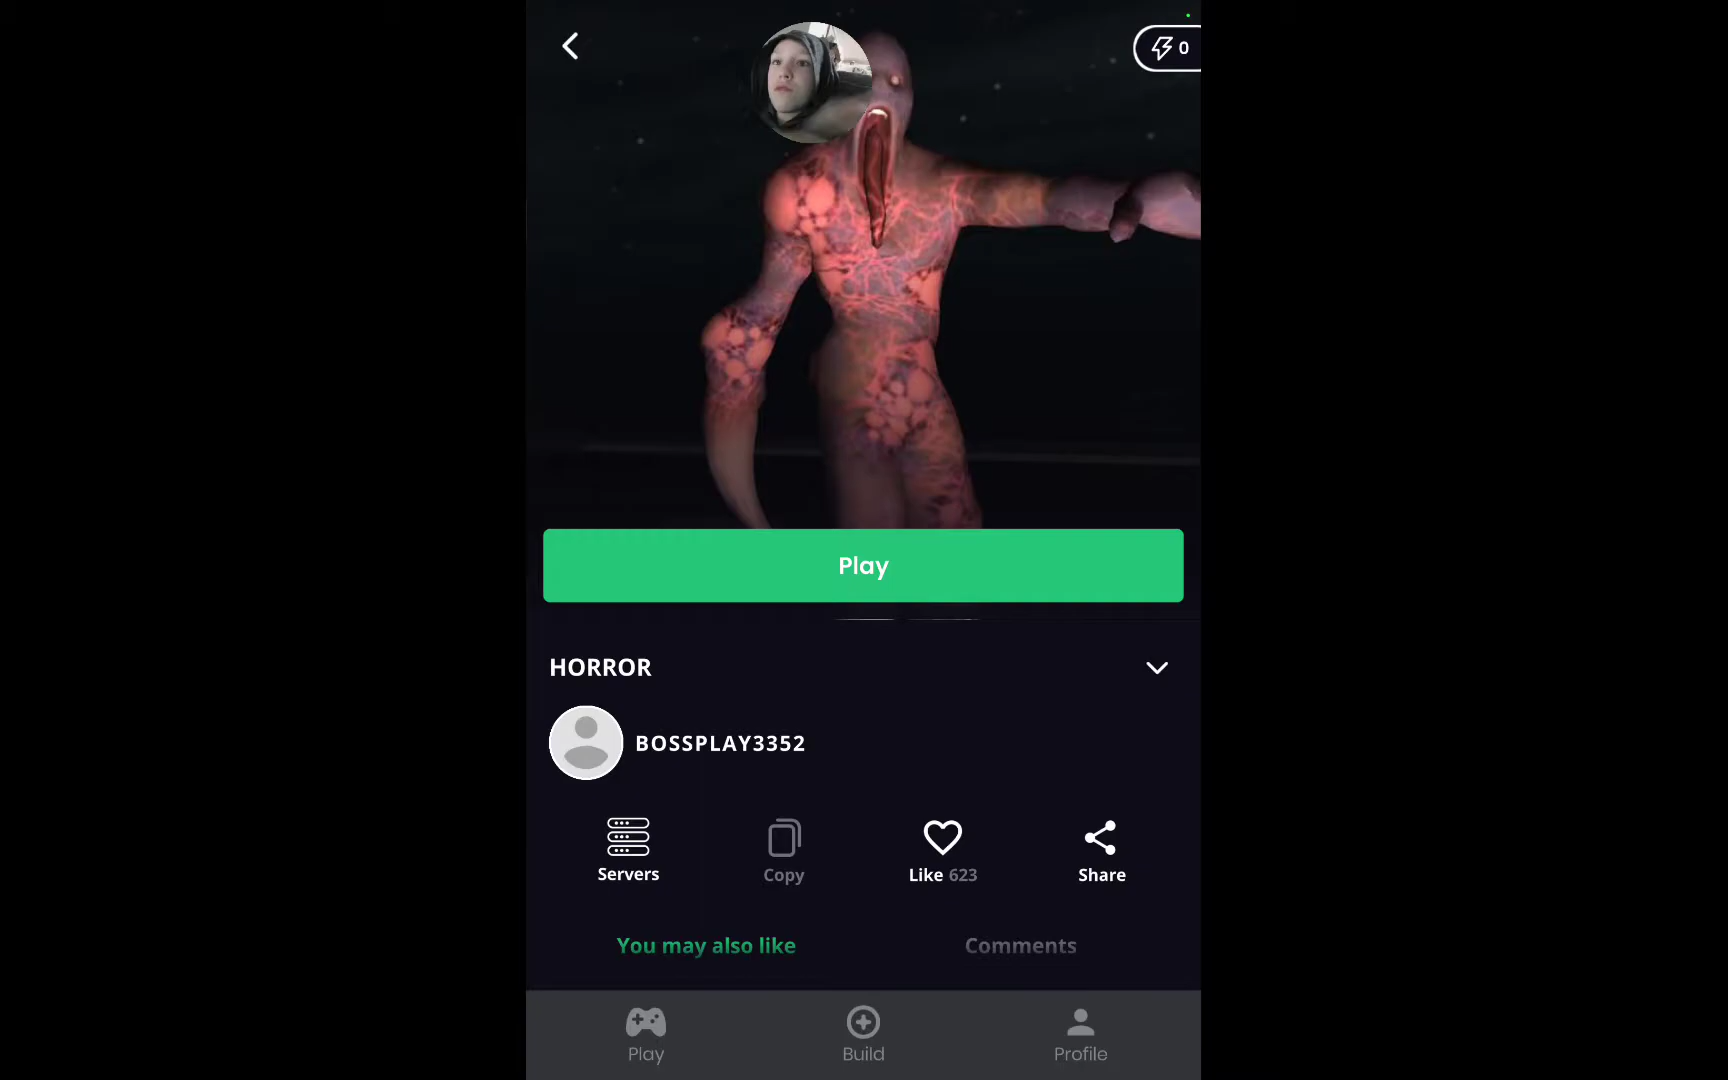 0
Play
HORROR
BOSSPLAY3352
Servers
Copy
Like 623
Share
You may also like
Comments
Play
Build
Profile